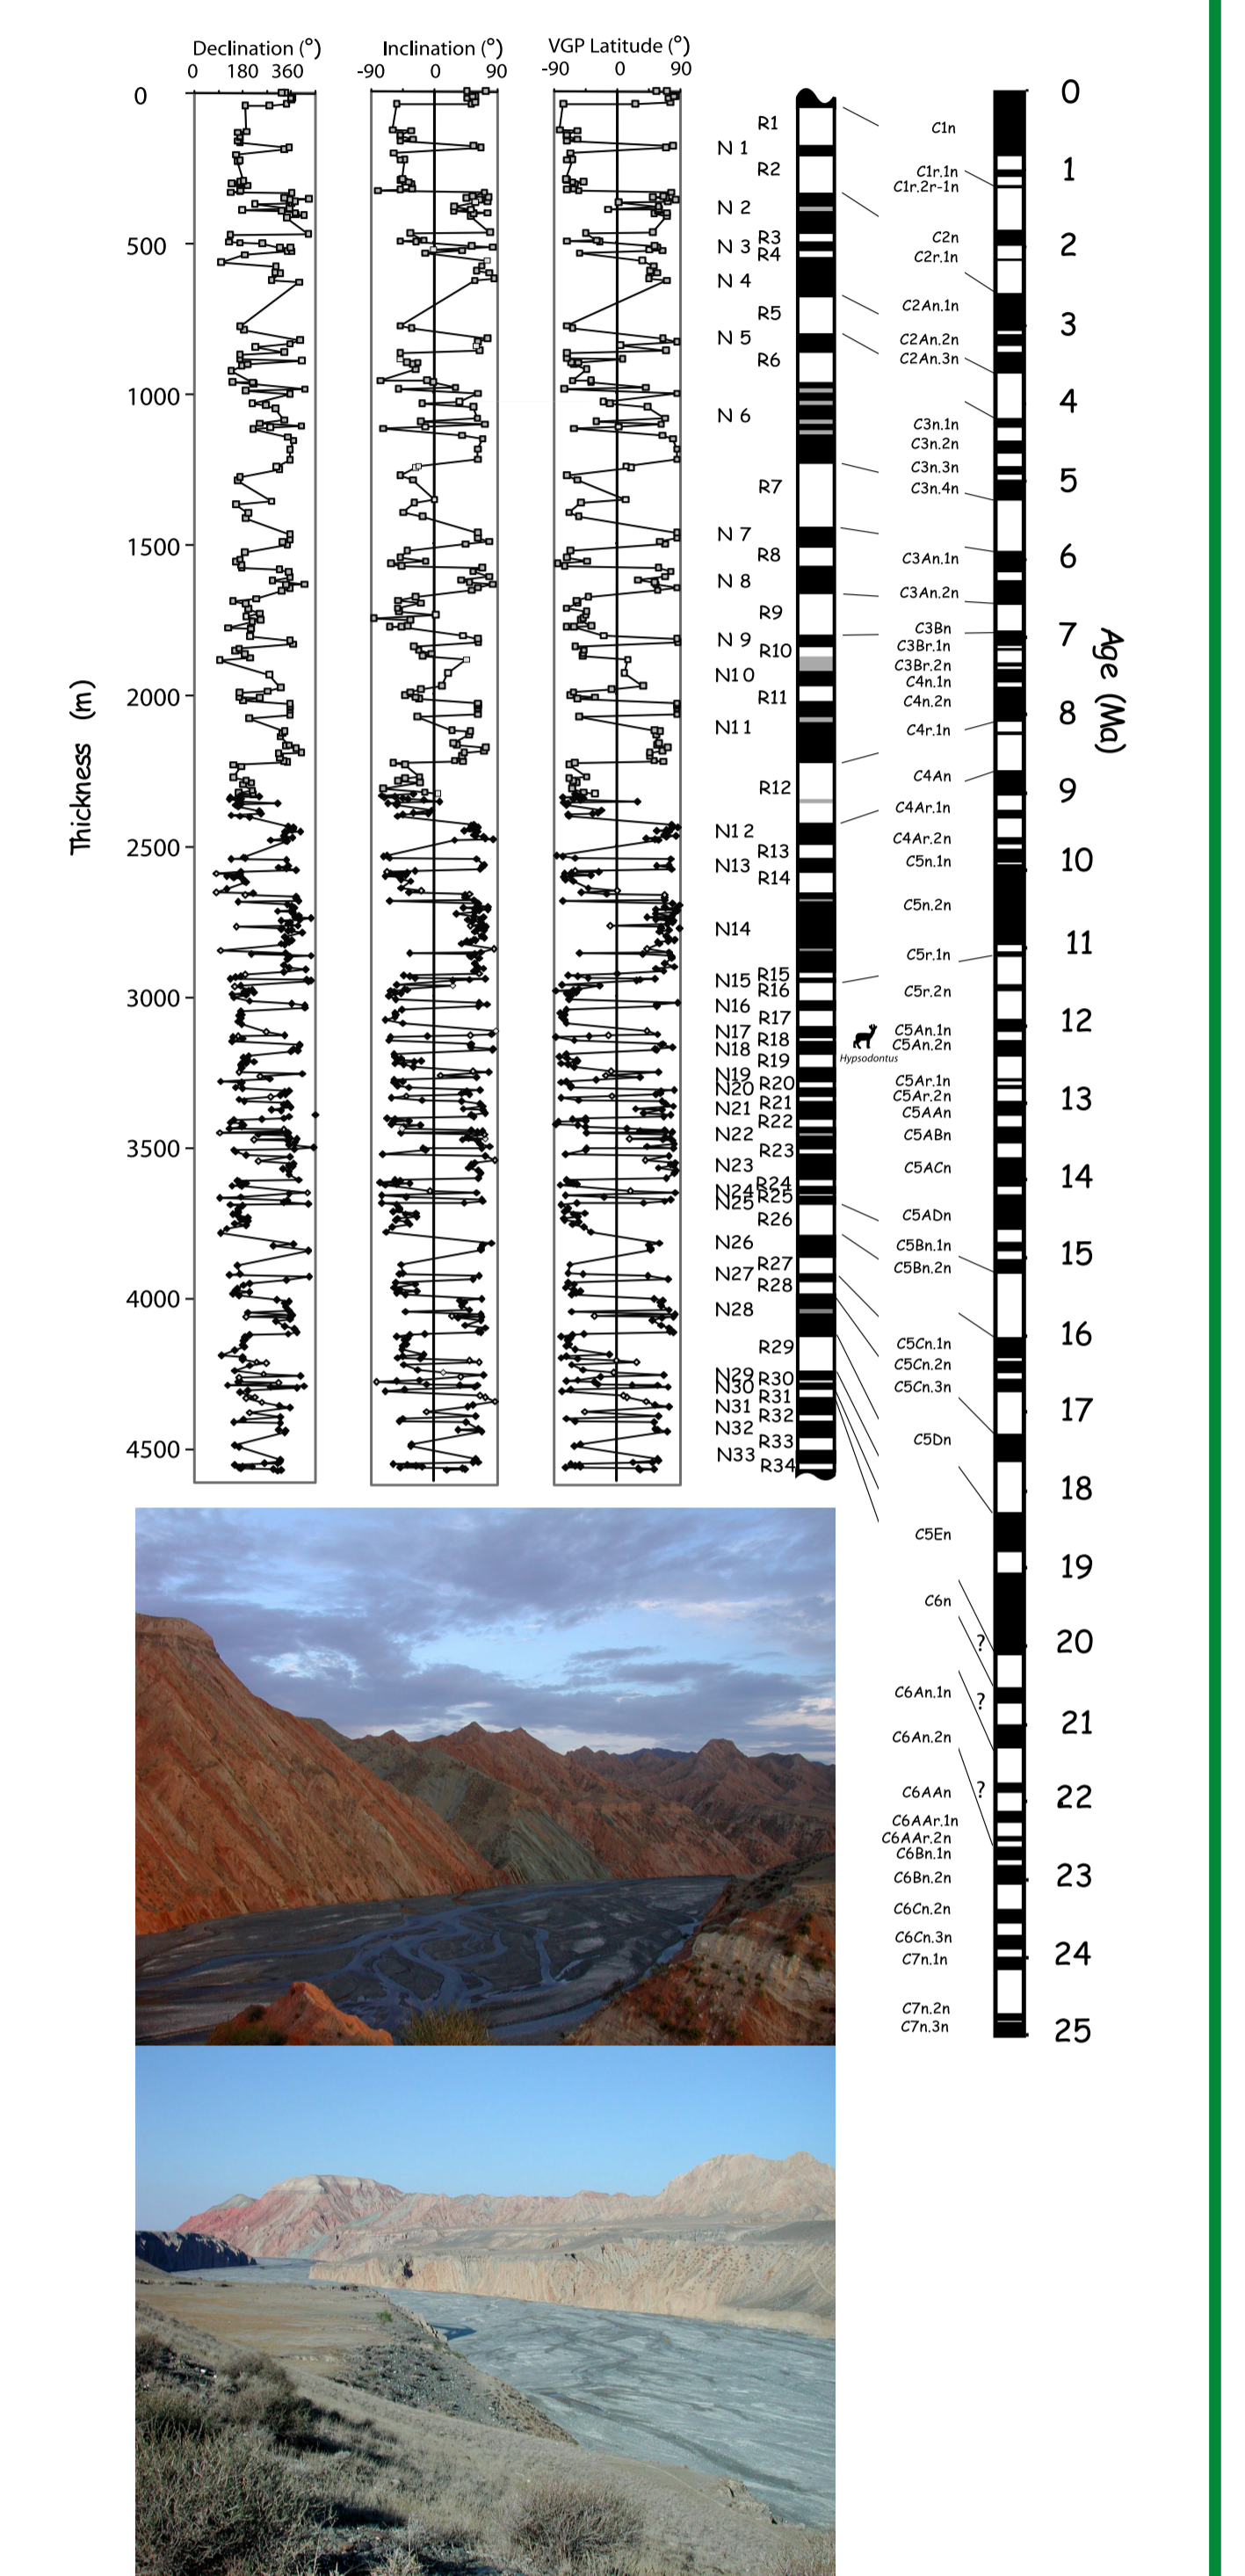 Declination (°)
0 180 360
Inclination (°)
-90 0 90
VGP Latitude (°)
-90 0 90
Thickness (m)
0
500
1000
1500
2000
2500
3000
3500
4000
4500
R1
N 1
R2
N 2
R3
N 3
R4
N 4
R5
N 5
R6
N 6
R7
N 7
R8
N 8
R9
N 9
R10
N10
R11
N11
R12
N12
R13
N13
R14
N14
R15
N15
R16
N16
R17
N17
R18
N18
R19
N19
R20
N20
R21
N21
R22
N22
R23
N23
R24
N24
R25
N25
R26
N26
R27
N27
R28
N28
R29
N29
R30
N30
R31
N31
R32
N32
R33
N33
R34
Hypsodontus
C1n
C1r.1n
C1r.2r-1n
C2n
C2r.1n
C2An.1n
C2An.2n
C2An.3n
C3n.1n
C3n.2n
C3n.3n
C3n.4n
C3An.1n
C3An.2n
C3Bn
C3Br.1n
C3Br.2n
C4n.1n
C4n.2n
C4r.1n
C4An
C4Ar.1n
C4Ar.2n
C5n.1n
C5n.2n
C5r.1n
C5r.2n
C5An.1n
C5An.2n
C5Ar.1n
C5Ar.2n
C5AAn
C5ABn
C5ACn
C5ADn
C5Bn.1n
C5Bn.2n
C5Cn.1n
C5Cn.2n
C5Cn.3n
C5Dn
C5En
C6n
?
C6An.1n
?
C6An.2n
?
C6AAn
C6AAr.1n
C6AAr.2n
C6Bn.1n
C6Bn.2n
C6Cn.2n
C6Cn.3n
C7n.1n
C7n.2n
C7n.3n
0
1
2
3
4
5
6
7
8
9
10
11
12
13
14
15
16
17
18
19
20
21
22
23
24
25
Age (Ma)